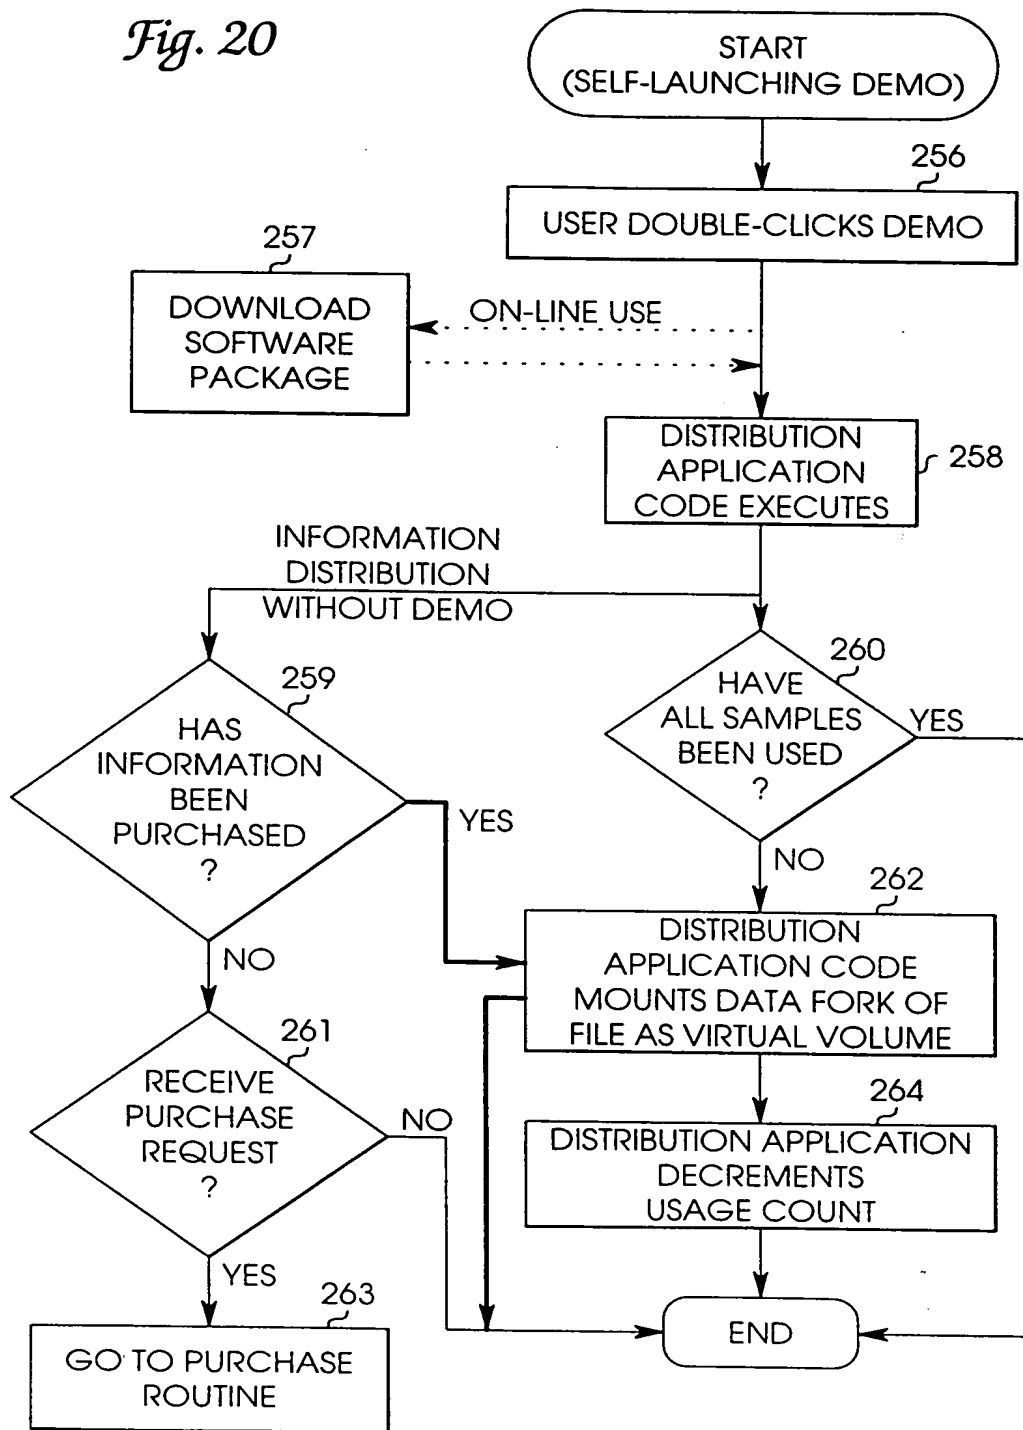 Fig. 20
START
(SELF-LAUNCHING DEMO)
256
USER DOUBLE-CLICKS DEMO
257
DOWNLOAD
SOFTWARE
PACKAGE
ON-LINE USE
DISTRIBUTION
APPLICATION
CODE EXECUTES
258
INFORMATION
DISTRIBUTION
WITHOUT DEMO
259
HAS
INFORMATION
BEEN
PURCHASED
?
YES
NO
260
HAVE
ALL SAMPLES
BEEN USED
?
YES
NO
262
DISTRIBUTION
APPLICATION CODE
MOUNTS DATA FORK OF
FILE AS VIRTUAL VOLUME
261
RECEIVE
PURCHASE
REQUEST
?
NO
YES
264
DISTRIBUTION APPLICATION
DECREMENTS
USAGE COUNT
263
GO TO PURCHASE
ROUTINE
END